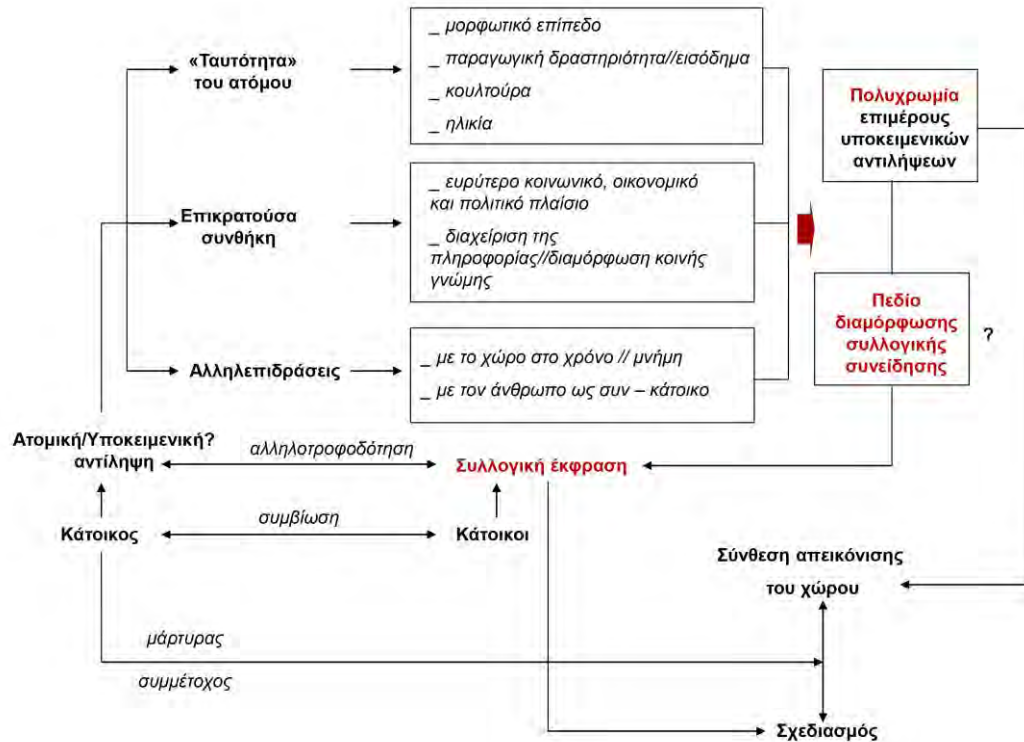 «Ταυτότητα»
του ατόμου
_ μορφωτικό επίπεδο
_ παραγωγική δραστηριότητα//εισόδημα
_ κουλτούρα
_ ηλικία
Πολυχρωμία
επιμέρους
υποκειμενικών
αντιλήψεων
Επικρατούσα
συνθήκη
_ ευρύτερο κοινωνικό, οικονομικό
και πολιτικό πλαίσιο
_ διαχείριση της
πληροφορίας//διαμόρφωση κοινής
γνώμης
Πεδίο
διαμόρφωσης
συλλογικής
συνείδησης
?
Αλληλεπιδράσεις
_ με το χώρο στο χρόνο // μνήμη
_ με τον άνθρωπο ως συν – κάτοικο
Ατομική/Υποκειμενική?
αντίληψη
αλληλοτροφοδότηση
Συλλογική έκφραση
Κάτοικος
συμβίωση
Κάτοικοι
Σύνθεση απεικόνισης
του χώρου
μάρτυρας
συμμέτοχος
Σχεδιασμός